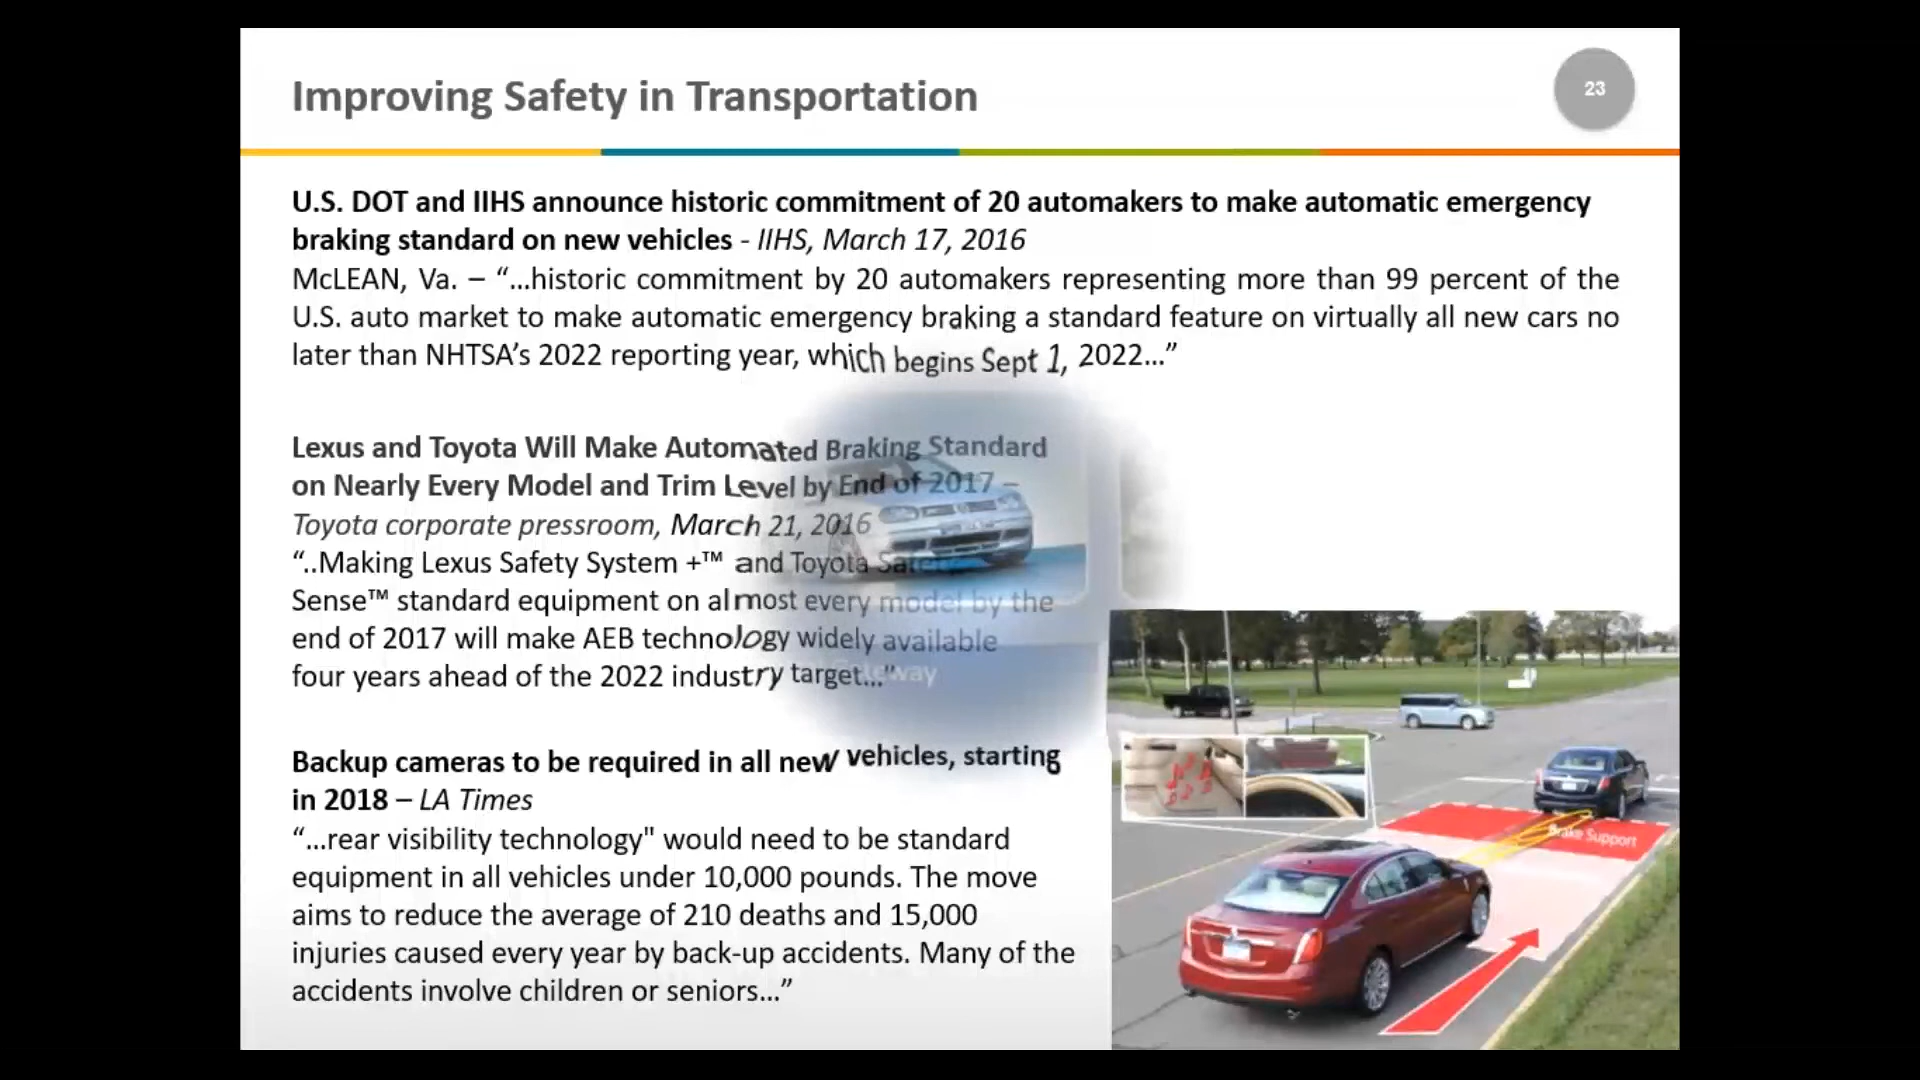 Improving Safety in Transportation
23
U.S. DOT and IIHS announce historic commitment of 20 automakers to make automatic emergency
braking standard on new vehicles - IIHS, March 17, 2016
McLEAN, Va. – “…historic commitment by 20 automakers representing more than 99 percent of the
U.S. auto market to make automatic emergency braking a standard feature on virtually all new cars no
later than NHTSA’s 2022 reporting year, which begins Sept 1, 2022…”
Lexus and Toyota Will Make Automated Braking Standard
on Nearly Every Model and Trim Level by End of 2017 –
Toyota corporate pressroom, March 21, 2016
“..Making Lexus Safety System +™ and Toyota Safety
Sense™ standard equipment on almost every model by the
end of 2017 will make AEB technology widely available
four years ahead of the 2022 industry target…”
Backup cameras to be required in all new vehicles, starting
in 2018 – LA Times
“…rear visibility technology" would need to be standard
equipment in all vehicles under 10,000 pounds. The move
aims to reduce the average of 210 deaths and 15,000
injuries caused every year by back-up accidents. Many of the
accidents involve children or seniors…”
Brake Support